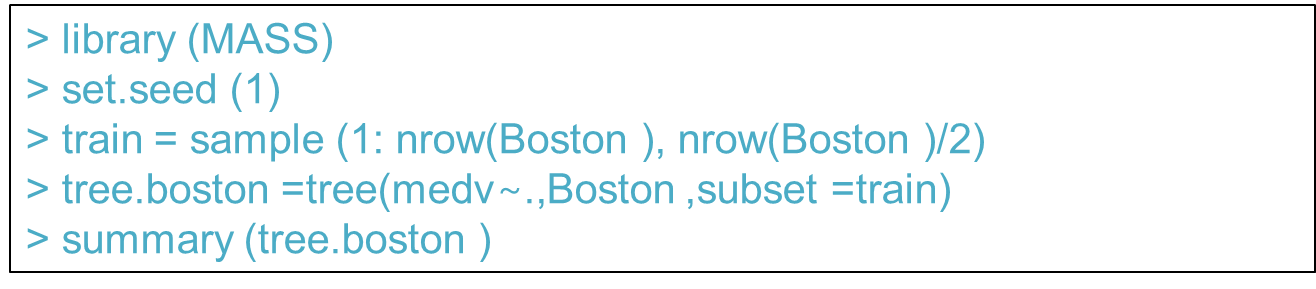 > library (MASS)
> set.seed (1)
> train = sample (1: nrow(Boston ), nrow(Boston )/2)
> tree.boston =tree(medv~.,Boston ,subset =train)
> summary (tree.boston )